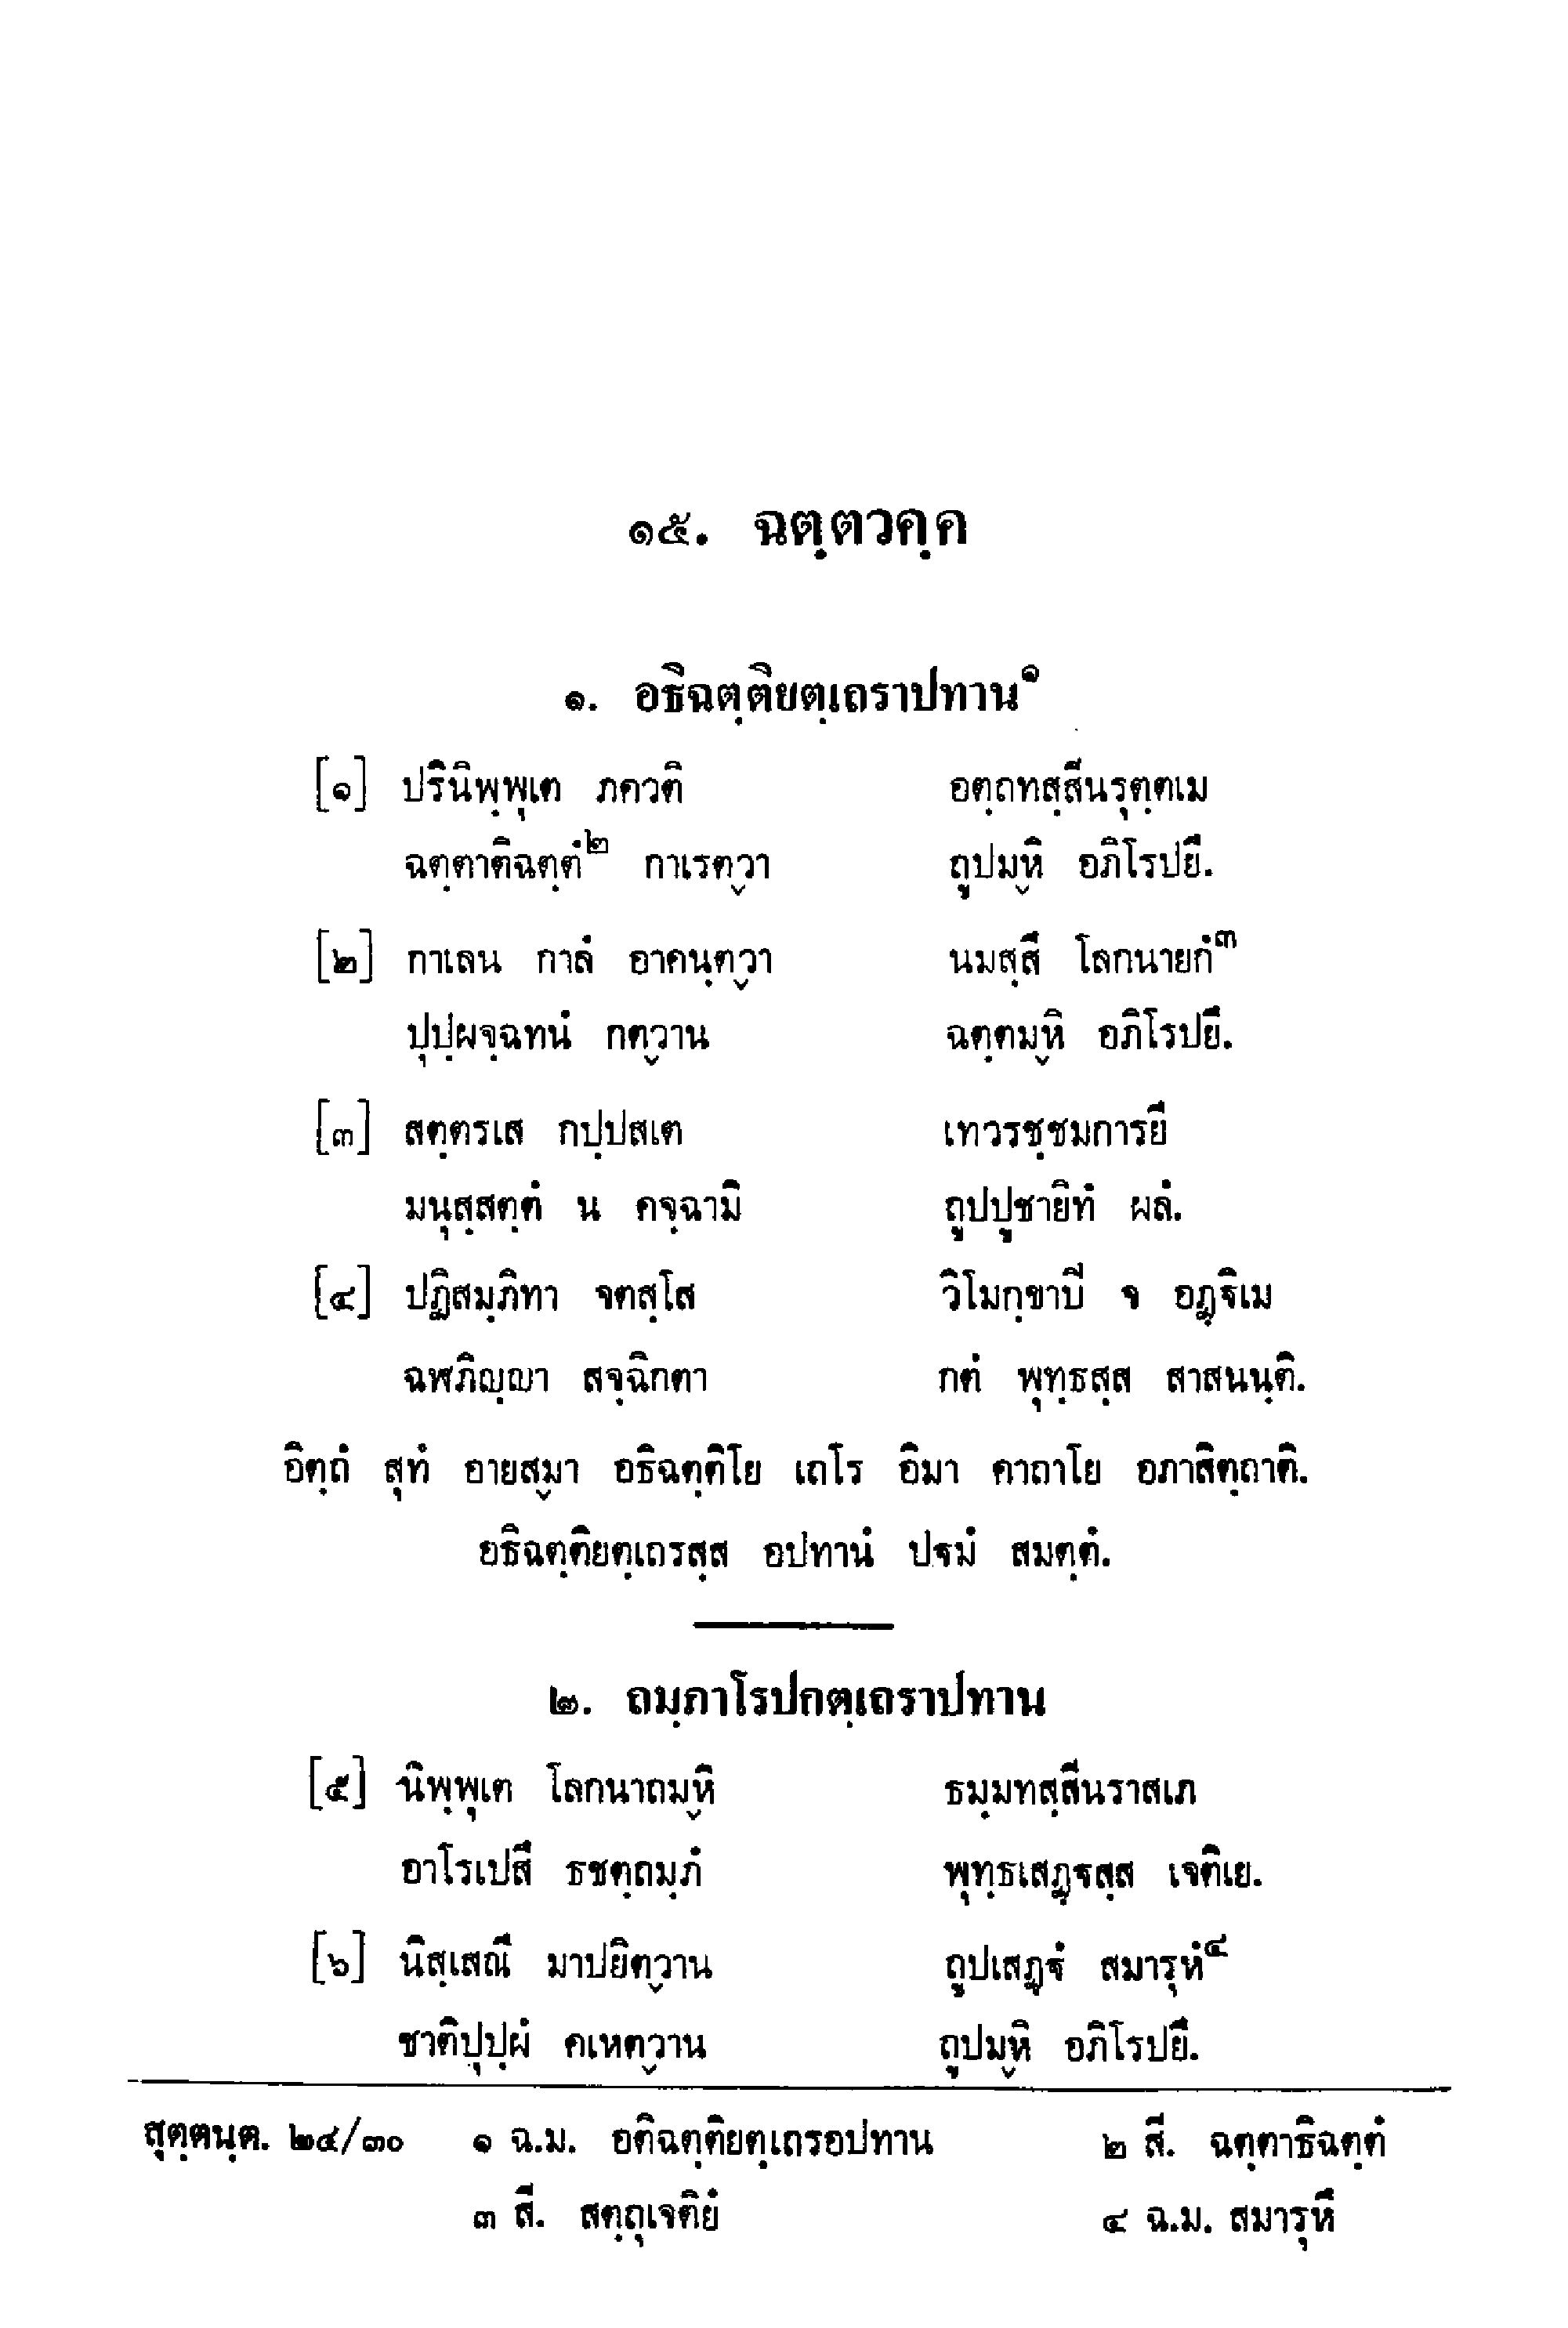 ๑๕. ฉตฺตวคฺค
๑. อธิฉตฺติยตฺเถราปทาน๑
[๑] ปรินิพฺพุเต ภควติ อตฺถทสฺสีนรุตฺตเม
ฉตฺตาติฉตฺตํ๒ กาเรตฺวา ถูปมฺหิ อภิโรปยึ.
[๒] กาเลน กาลํ อาคนฺตฺวา นมสฺสึ โลกนายกํ๓
ปุปฺผจฺฉทนํ กตฺวาน ฉตฺตมฺหิ อภิโรปยึ.
[๓] สตฺตรเส กปฺปสเต เทวรชฺชมการยึ
มนุสฺสตฺตํ น คจฺฉามิ ถูปปูชายิทํ ผลํ.
[๔] ปฏิสมฺภิทา จตสฺโส วิโมกฺขาปิ จ อฏฺฐิเม
ฉฬภิญฺญา สจฺฉิกตา กตํ พุทฺธสฺส สาสนนฺติ.
อิตฺถํ สุทํ อายสฺมา อธิฉตฺติโย เถโร อิมา คาถาโย อภาสิตฺถาติ.
อธิฉตฺติยตฺเถรสฺส อปทานํ ปฐมํ สมตฺตํ.
๒. ถมฺภาโรปกตฺเถราปทาน
[๕] นิพฺพุเต โลกนาถมฺหิ ธมฺมทสฺสีนราสเภ
อาโรเปสึ ธชตฺถมฺภํ พุทฺธเสฏฺฐสฺส เจติเย.
[๖] นิสฺเสณึ มาปยิตฺวาน ถูปเสฏฺฐํ สมารุหํ๔
ชาติปุปฺผํ คเหตฺวาน ถูปมฺหิ อภิโรปยึ.
สุตฺตนฺต. ๒๔/๓๐ ๑ ฉ.ม. อติฉตฺติยตฺเถรอปทาน ๒ สี. ฉตฺตาธิฉตฺตํ
๓ สี. สตฺถุเจติยํ ๔ ฉ.ม. สมารุหึ